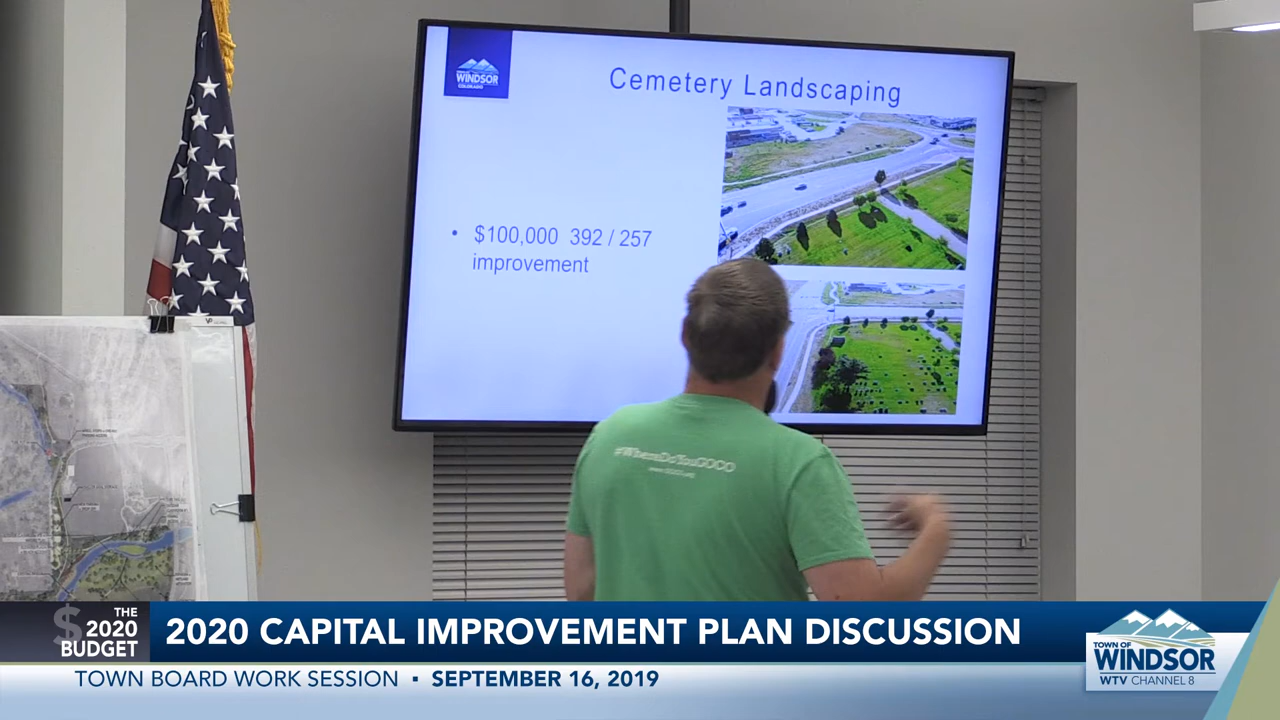 WINDSOR
COLORADO
Cemetery Landscaping
• $100,000 392 / 257
improvement
#WhereDoYouGOCO
THE
2020
BUDGET
2020 CAPITAL IMPROVEMENT PLAN DISCUSSION
TOWN BOARD WORK SESSION ▪ SEPTEMBER 16, 2019
TOWN OF
WINDSOR
WTV CHANNEL 8